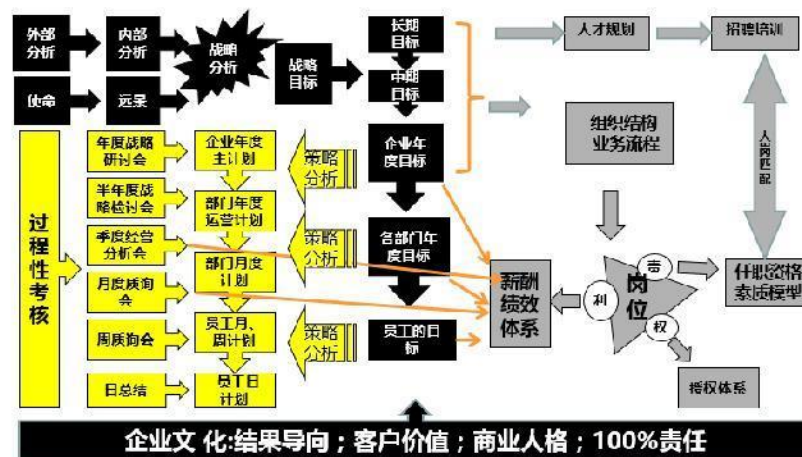 外部
分析
内部
分析
战略
分析
战略
目标
长期
目标
中期
目标
人才规划
招聘培训
使命
远景
企业年
度目标
组织结构
业务流程
人岗匹配
过程性考核
年度战略
研讨会
企业年度
主计划
策略
分析
半年度战
略检讨会
部门年度
运营计划
季度经营
分析会
策略
分析
各部门年
度目标
部门月度
计划
月度质询
会
薪酬
绩效
体系
利
岗
位
责
权
任职资格
素质模型
周质询会
员工月、
周计划
策略
分析
员工的目
标
日总结
员工日
计划
授权体系
企业文 化:结果导向；客户价值；商业人格；100%责任